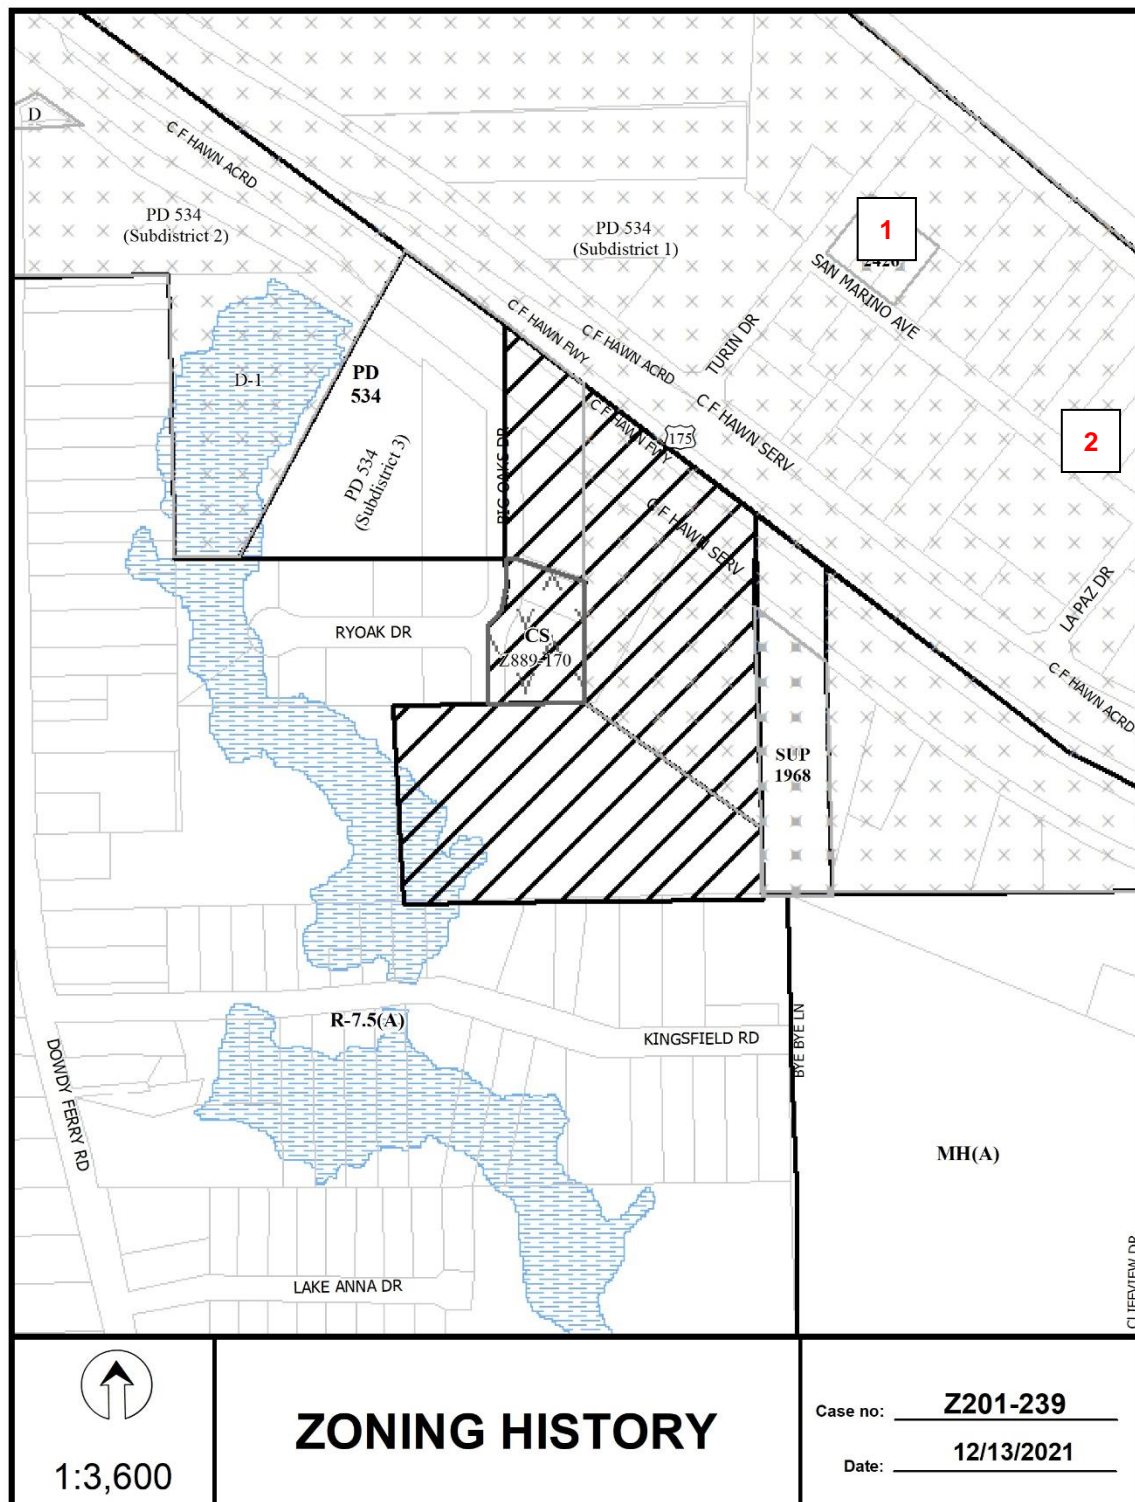 D
C F HAWN ACRD
PD 534
(Subdistrict 2)
PD 534
(Subdistrict 1)
1
2426
SAN MARINO AVE
TURIN DR
C F HAWN FWY
C F HAWN ACRD
C F HAWN SERV
D-1
PD
534
PD 534
(Subdistrict 3)
BIG OAKS DR
C F HAWN FWY
175
2
C F HAWN SERV
LA PAZ DR
C F HAWN ACRD
RYOAK DR
CS
Z889-170
SUP
1968
R-7.5(A)
KINGSFIELD RD
BYE BYE LN
DOWDY FERRY RD
MH(A)
LAKE ANNA DR
CLIFFVIEW DR
1:3,600
ZONING HISTORY
Case no: Z201-239
Date: 12/13/2021